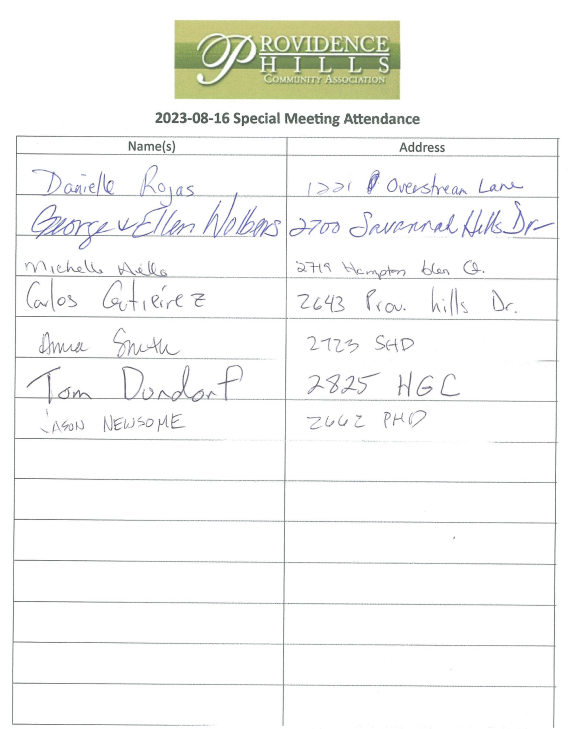 PROVIDENCE
HILLS
COMMUNITY ASSOCIATION
2023-08-16 Special Meeting Attendance
Name(s) Address
Danielle Rojas 1221 Overstream Lane
George & Ellen Wolbers 2700 Savannah Hills Dr
Michelle 2719 Hampton Glen Ct.
Carlos Gutierrez 2643 Prov. hills Dr.
Anna Smith 2723 SHD
Tom Dundorf 2825 HGC
JASON NEWSOME 2662 PHD